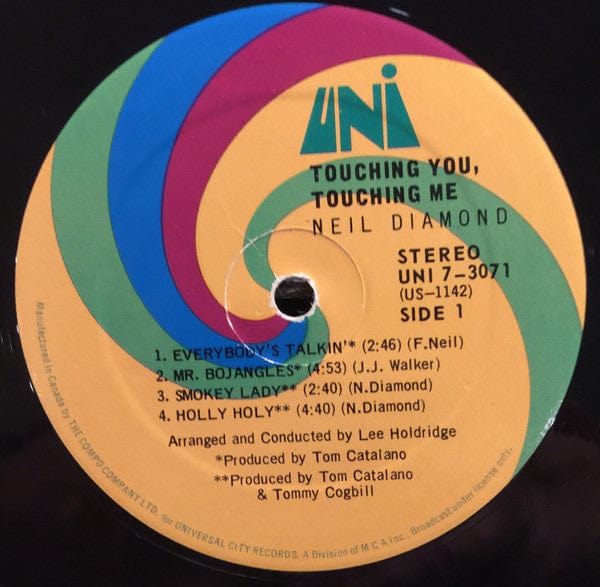 UNI
TOUCHING YOU,
TOUCHING ME
NEIL DIAMOND
STEREO
UNI 7-3071
(US-1142)
SIDE 1
1. EVERYBODY'S TALKIN'* (2:46) (F.Neil)
2. MR. BOJANGLES* (4:53) (J.J. Walker)
3. SMOKEY LADY** (2:40) (N.Diamond)
4. HOLLY HOLY** (4:40) (N.Diamond)
Arranged and Conducted by Lee Holdridge
*Produced by Tom Catalano
**Produced by Tom Catalano
& Tommy Cogbill
Manufactured in Canada by THE COMPO COMPANY LTD. for UNIVERSAL CITY RECORDS, A Division of M C A Inc., Broadcast under license only.